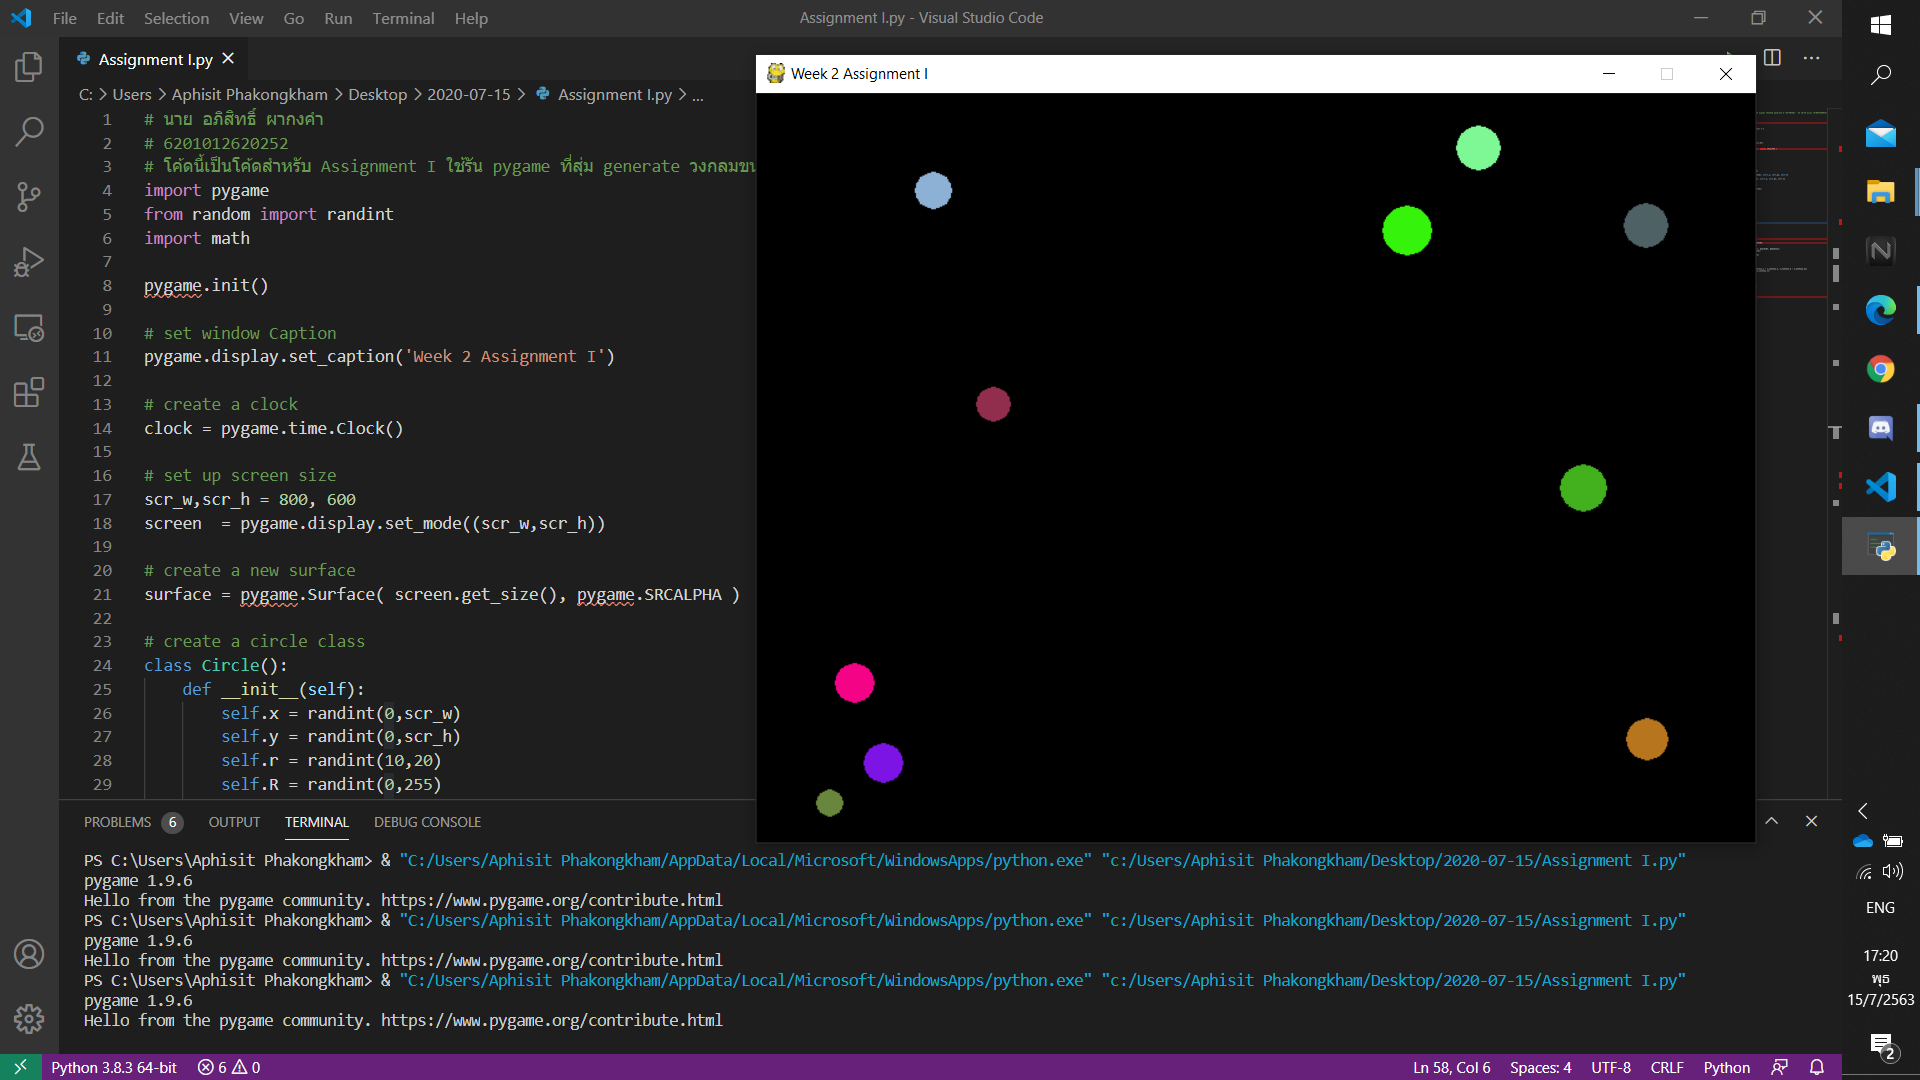 File Edit Selection View Go Run Terminal Help
Assignment I.py - Visual Studio Code
Assignment I.py
C: > Users > Aphisit Phakongkham > Desktop > 2020-07-15 > Assignment I.py > ...
1 # นาย อภิสิทธิ์ ผากงคำ
2 # 6201012620252
3 # โค้ดนี้เป็นโค้ดสำหรับ Assignment I ใช้รัน pygame ที่สุ่ม generate วงกลมขน
4 import pygame
5 from random import randint
6 import math
7
8 pygame.init()
9
10 # set window Caption
11 pygame.display.set_caption('Week 2 Assignment I')
12
13 # create a clock
14 clock = pygame.time.Clock()
15
16 # set up screen size
17 scr_w,scr_h = 800, 600
18 screen  = pygame.display.set_mode((scr_w,scr_h))
19
20 # create a new surface
21 surface = pygame.Surface( screen.get_size(), pygame.SRCALPHA )
22
23 # create a circle class
24 class Circle():
25     def __init__(self):
26         self.x = randint(0,scr_w)
27         self.y = randint(0,scr_h)
28         self.r = randint(10,20)
29         self.R = randint(0,255)
Week 2 Assignment I
PROBLEMS 6 OUTPUT TERMINAL DEBUG CONSOLE
PS C:\Users\Aphisit Phakongkham> & "C:/Users/Aphisit Phakongkham/AppData/Local/Microsoft/WindowsApps/python.exe" "c:/Users/Aphisit Phakongkham/Desktop/2020-07-15/Assignment I.py"
pygame 1.9.6
Hello from the pygame community. https://www.pygame.org/contribute.html
PS C:\Users\Aphisit Phakongkham> & "C:/Users/Aphisit Phakongkham/AppData/Local/Microsoft/WindowsApps/python.exe" "c:/Users/Aphisit Phakongkham/Desktop/2020-07-15/Assignment I.py"
pygame 1.9.6
Hello from the pygame community. https://www.pygame.org/contribute.html
PS C:\Users\Aphisit Phakongkham> & "C:/Users/Aphisit Phakongkham/AppData/Local/Microsoft/WindowsApps/python.exe" "c:/Users/Aphisit Phakongkham/Desktop/2020-07-15/Assignment I.py"
pygame 1.9.6
Hello from the pygame community. https://www.pygame.org/contribute.html
Python 3.8.3 64-bit 6 0
Ln 58, Col 6 Spaces: 4 UTF-8 CRLF Python
ENG
17:20
พุธ
15/7/2563
2